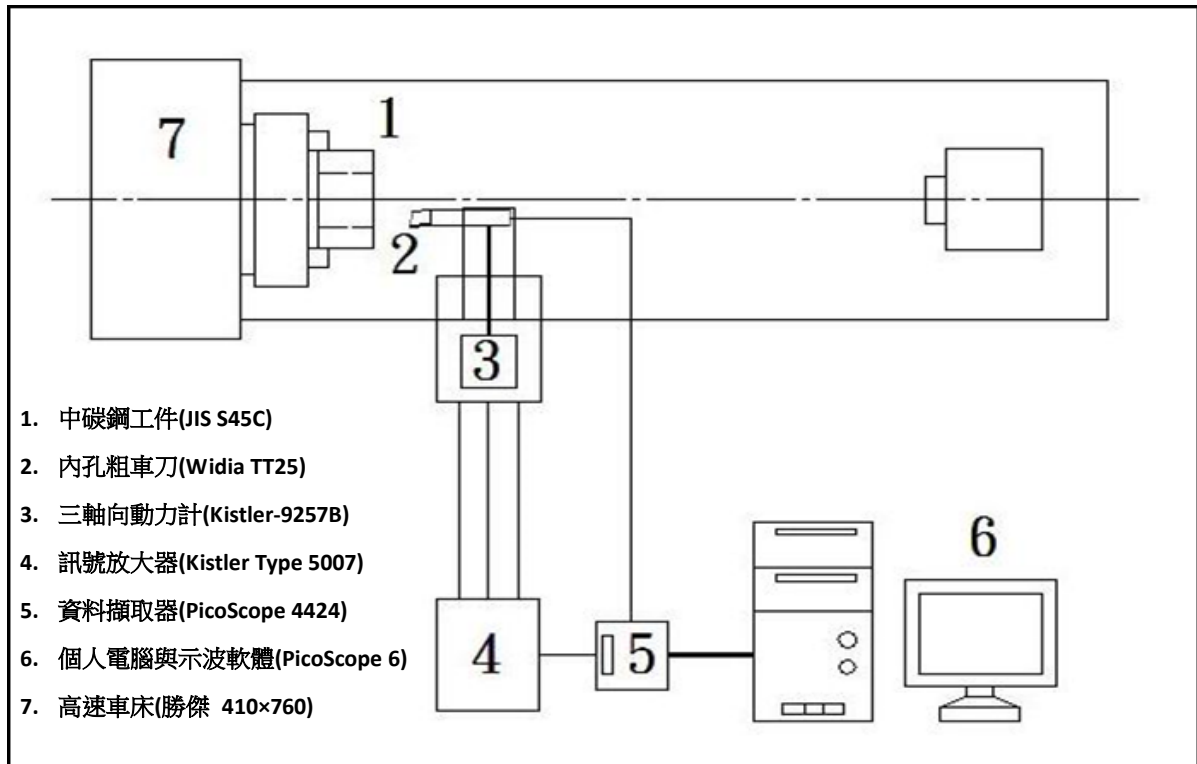 7
1
2
3
1. 中碳鋼工件(JIS S45C)
2. 內孔粗車刀(Widia TT25)
3. 三軸向動力計(Kistler-9257B)
4. 訊號放大器(Kistler Type 5007)
5. 資料擷取器(PicoScope 4424)
6. 個人電腦與示波軟體(PicoScope 6)
7. 高速車床(勝傑 410×760)
4
5
6